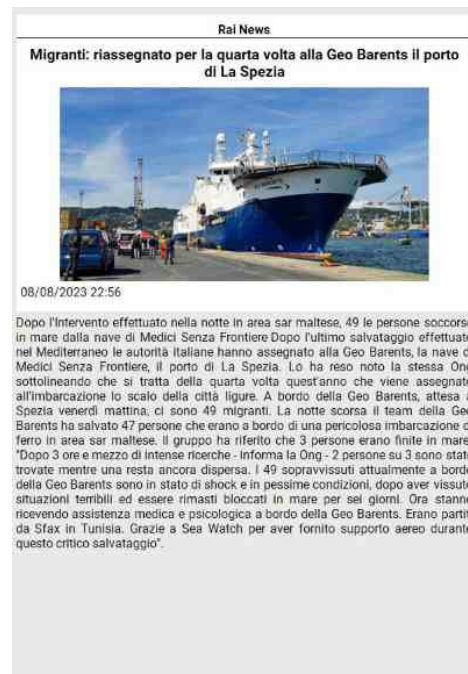 Rai News
Migranti: riassegnato per la quarta volta alla Geo Barents il porto
di La Spezia
08/08/2023 22:56
Dopo l'Intervento effettuato nella notte in area sar maltese, 49 le persone soccorse
in mare dalla nave di Medici Senza Frontiere Dopo l'ultimo salvataggio effettuato
nel Mediterraneo le autorità italiane hanno assegnato alla Geo Barents, la nave d
Medici Senza Frontiere, il porto di La Spezia. Lo ha reso noto la stessa Ong
sottolineando che si tratta della quarta volta quest'anno che viene assegnato
all'imbarcazione lo scalo della città ligure. A bordo della Geo Barents, attesa a
Spezia venerdì mattina, ci sono 49 migranti. La notte scorsa il team della Geo
Barents ha salvato 47 persone che erano a bordo di una pericolosa imbarcazione d
ferro in area sar maltese. Il gruppo ha riferito che 3 persone erano finite in mare
"Dopo 3 ore e mezzo di intense ricerche - informa la Ong - 2 persone su 3 sono state
trovate mentre una resta ancora dispersa. I 49 sopravvissuti attualmente a bordo
della Geo Barents sono in stato di shock e in pessime condizioni, dopo aver vissuto
situazioni terribili ed essere rimasti bloccati in mare per sei giorni. Ora stanno
ricevendo assistenza medica e psicologica a bordo della Geo Barents. Erano partiti
da Sfax in Tunisia. Grazie a Sea Watch per aver fornito supporto aereo durante
questo critico salvataggio".